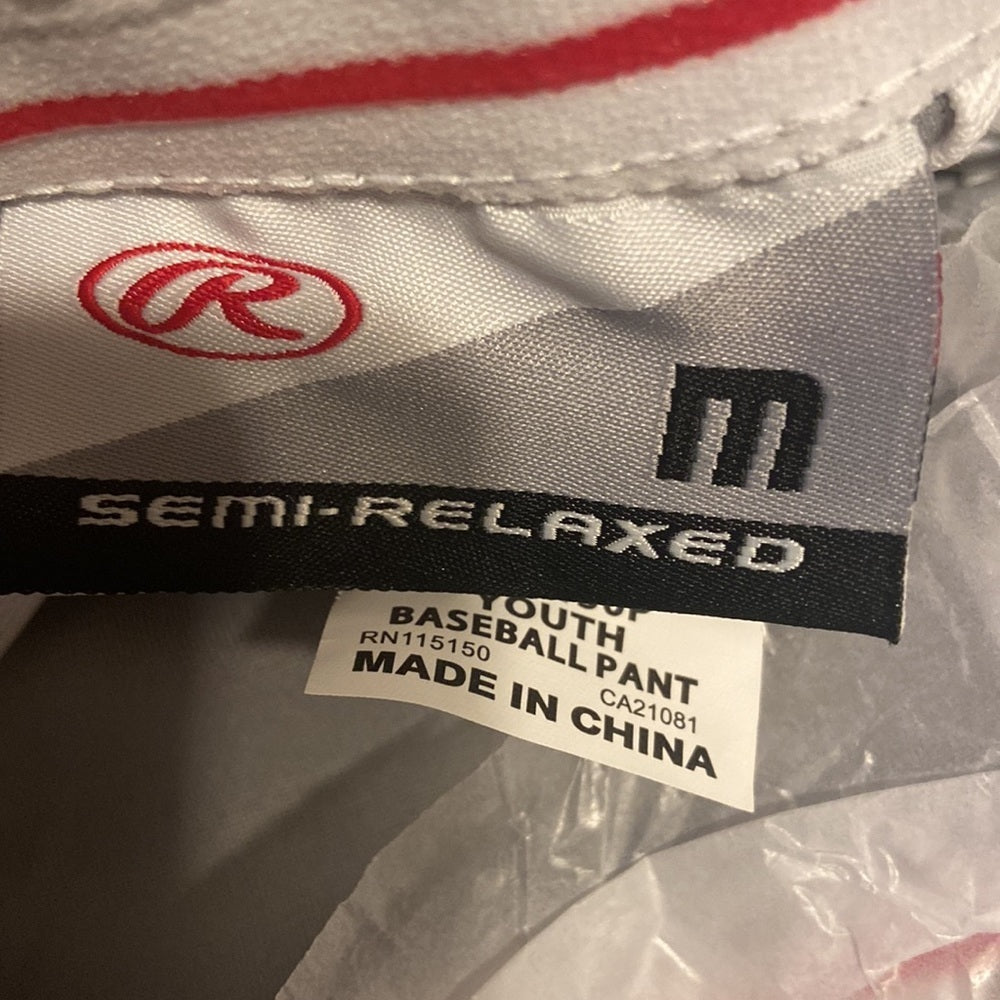 R
M
SEMI-RELAXED
YOUTH
BASEBALL PANT
RN115150
CA21081
MADE IN CHINA